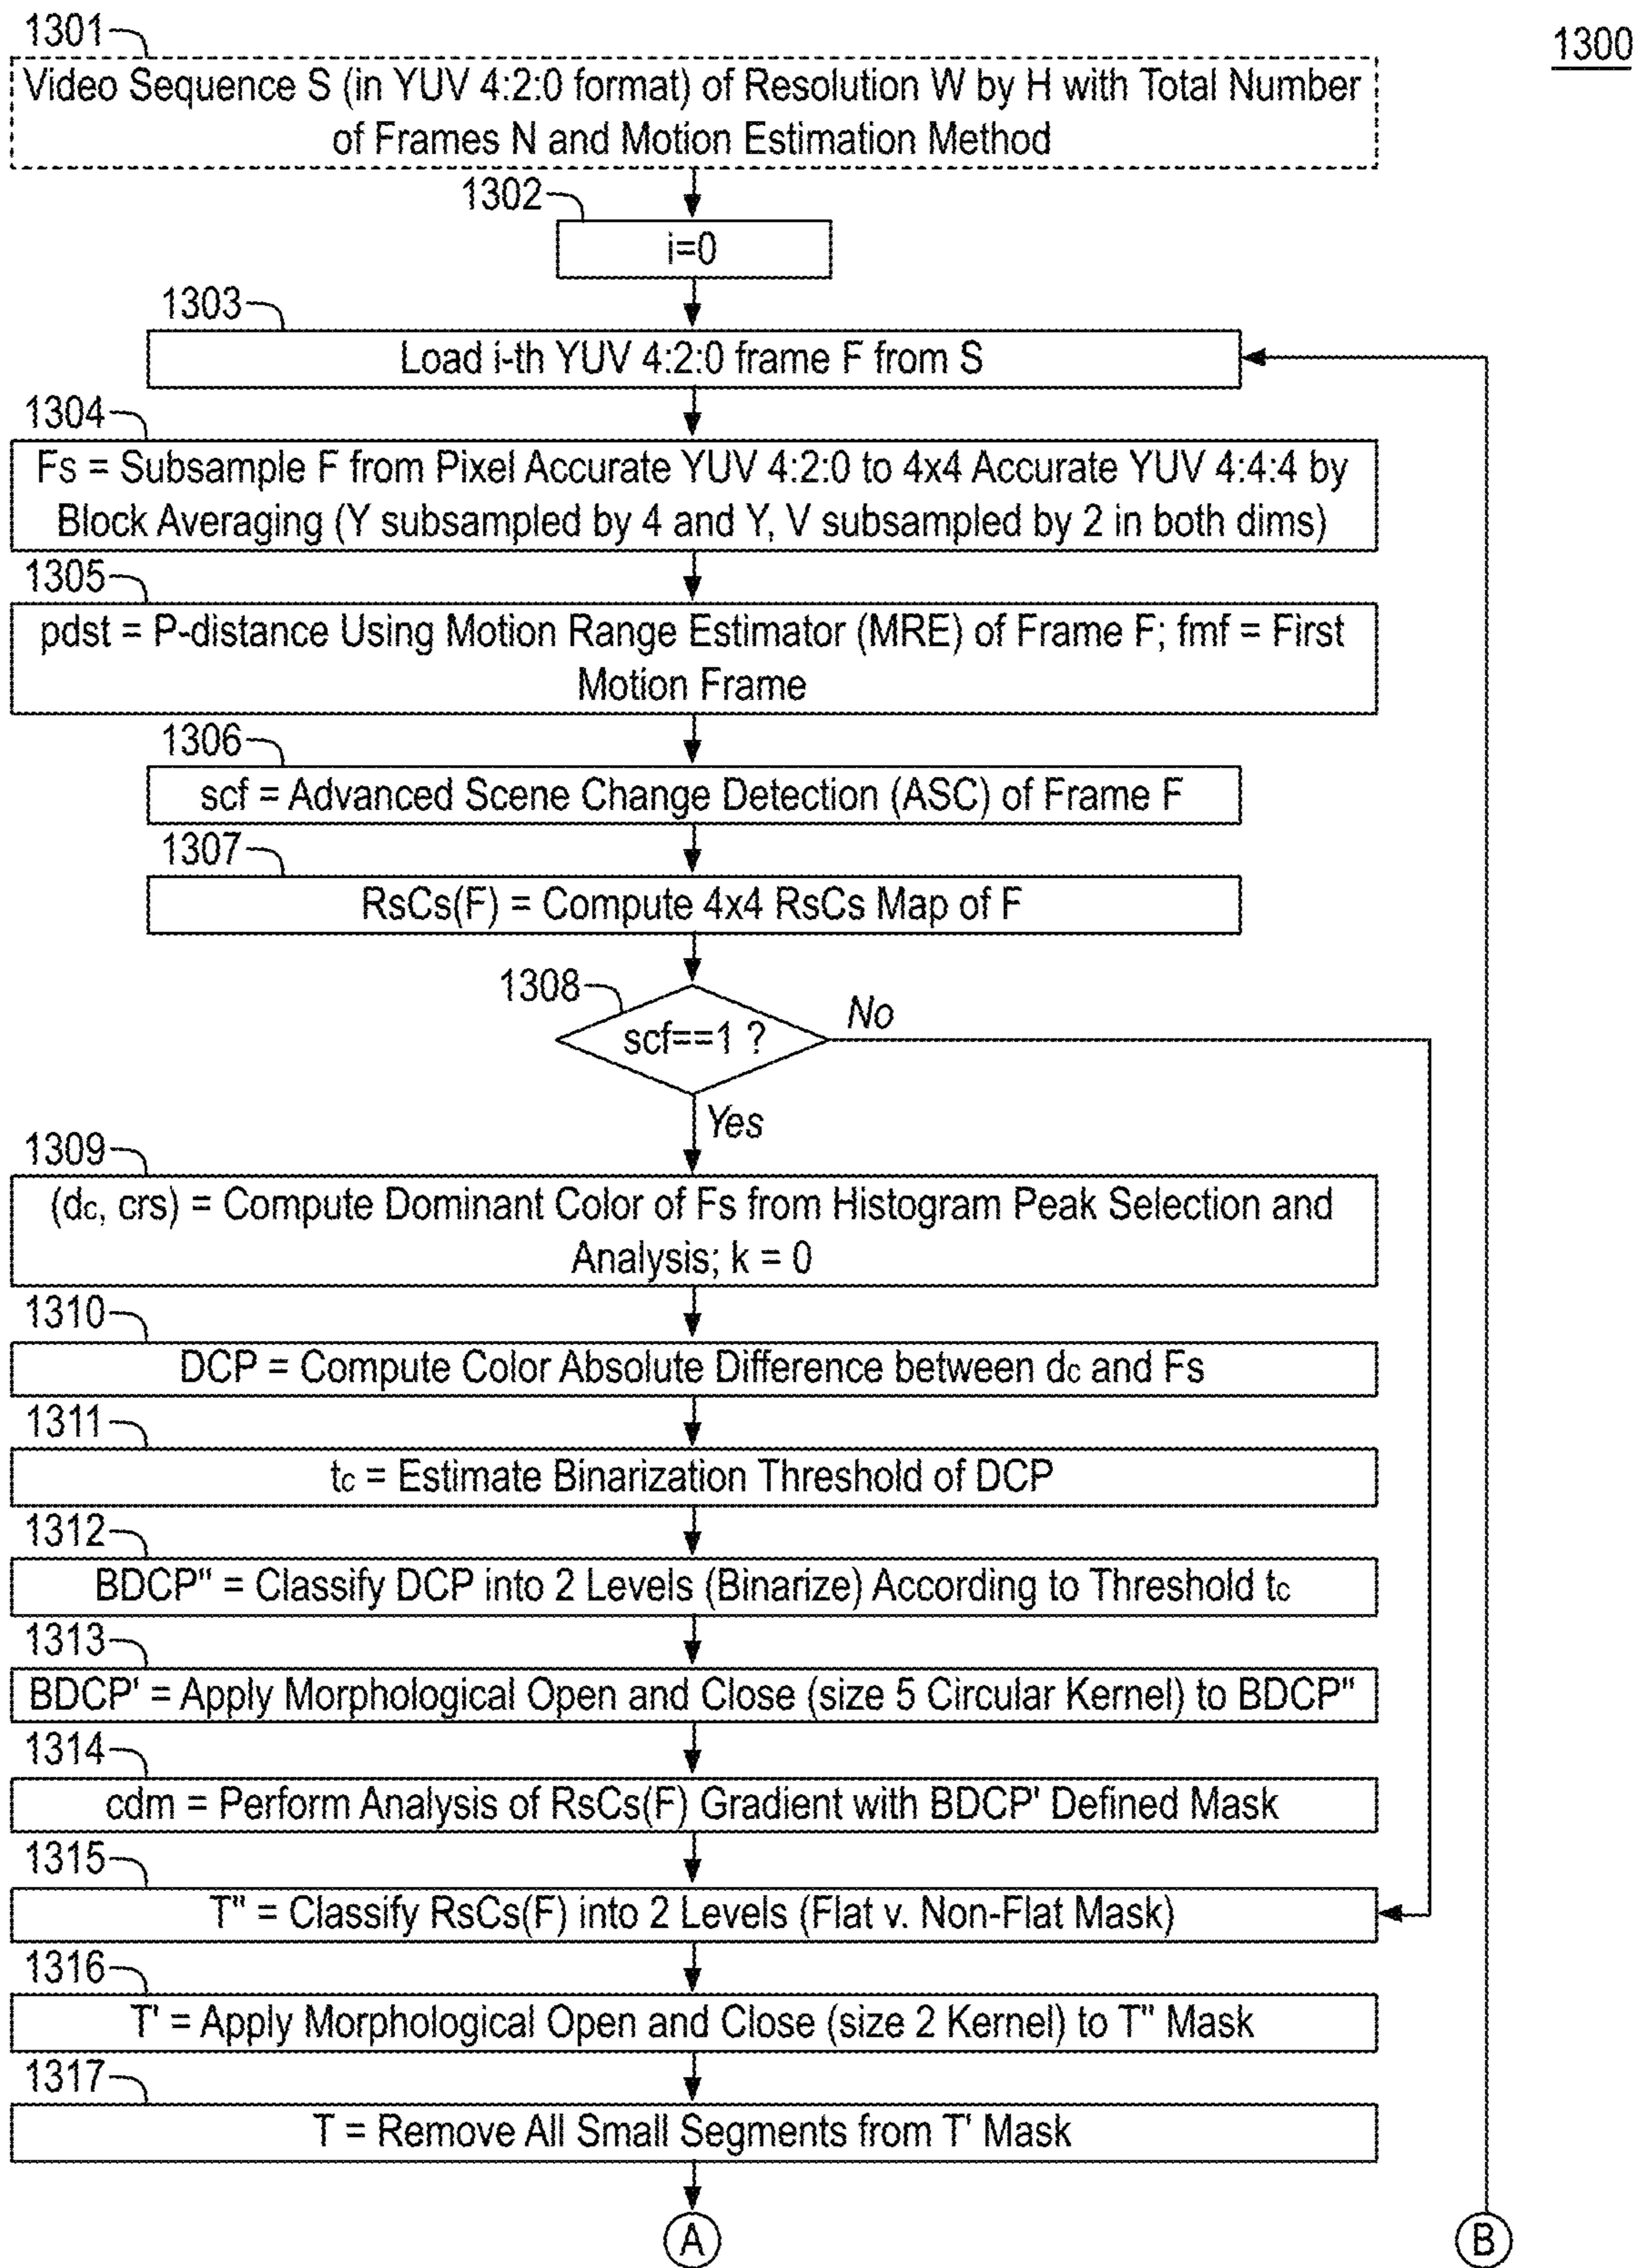 1300
1301
Video Sequence S (in YUV 4:2:0 format) of Resolution W by H with Total Number
of Frames N and Motion Estimation Method
1302
i=0
1303
Load i-th YUV 4:2:0 frame F from S
1304
Fs = Subsample F from Pixel Accurate YUV 4:2:0 to 4x4 Accurate YUV 4:4:4 by
Block Averaging (Y subsampled by 4 and Y, V subsampled by 2 in both dims)
1305
pdst = P-distance Using Motion Range Estimator (MRE) of Frame F; fmf = First
Motion Frame
1306
scf = Advanced Scene Change Detection (ASC) of Frame F
1307
RsCs(F) = Compute 4x4 RsCs Map of F
1308
scf==1 ?
No
Yes
1309
(dc, crs) = Compute Dominant Color of Fs from Histogram Peak Selection and
Analysis; k = 0
1310
DCP = Compute Color Absolute Difference between dc and Fs
1311
tc = Estimate Binarization Threshold of DCP
1312
BDCP" = Classify DCP into 2 Levels (Binarize) According to Threshold tc
1313
BDCP' = Apply Morphological Open and Close (size 5 Circular Kernel) to BDCP"
1314
cdm = Perform Analysis of RsCs(F) Gradient with BDCP' Defined Mask
1315
T" = Classify RsCs(F) into 2 Levels (Flat v. Non-Flat Mask)
1316
T' = Apply Morphological Open and Close (size 2 Kernel) to T" Mask
1317
T = Remove All Small Segments from T' Mask
A
B